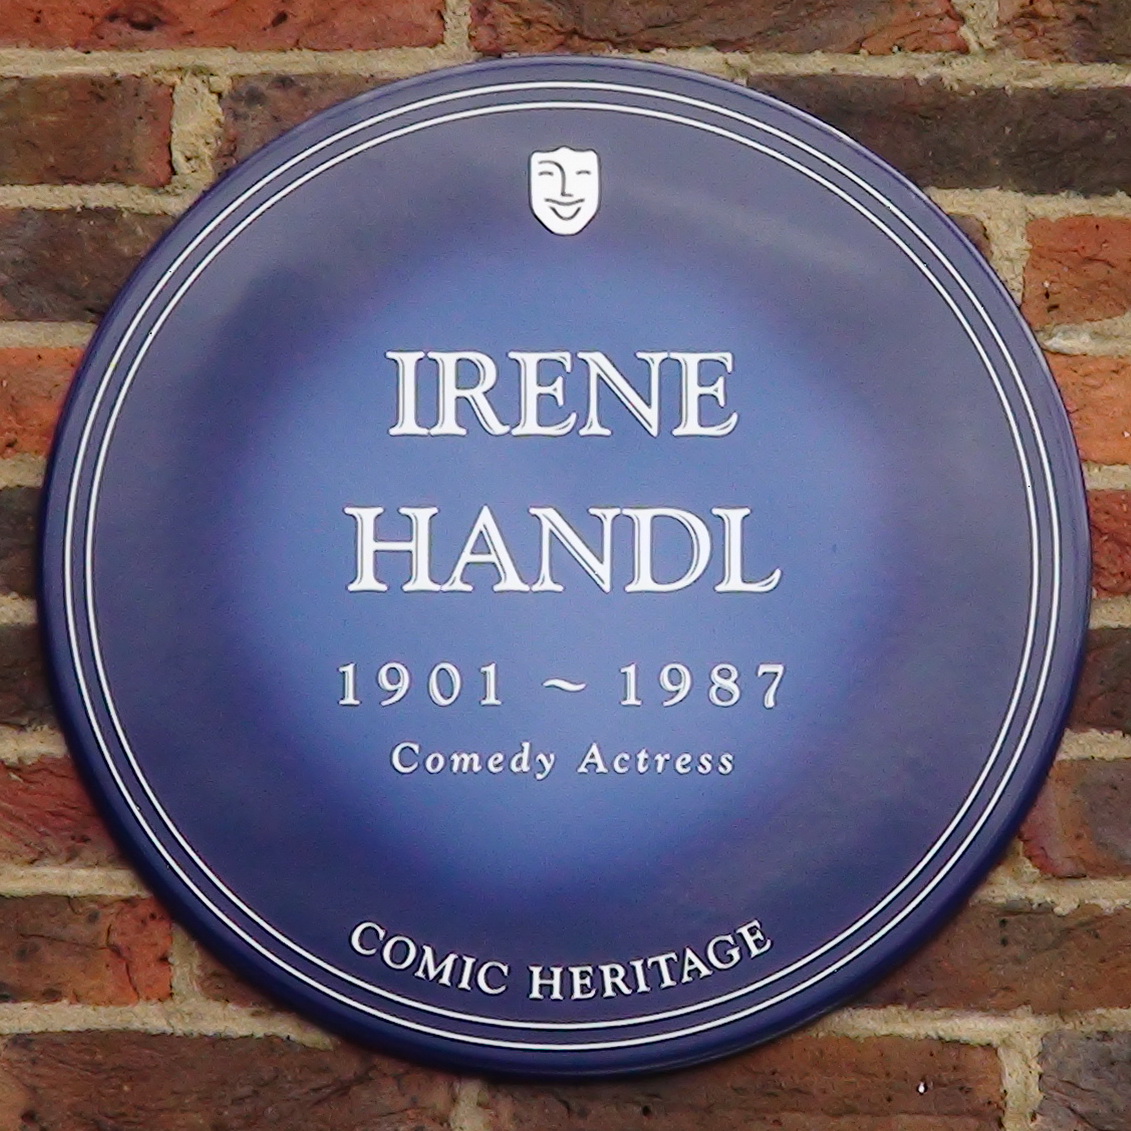 IRENE
HANDL
1901 ~ 1987
Comedy Actress
COMIC HERITAGE